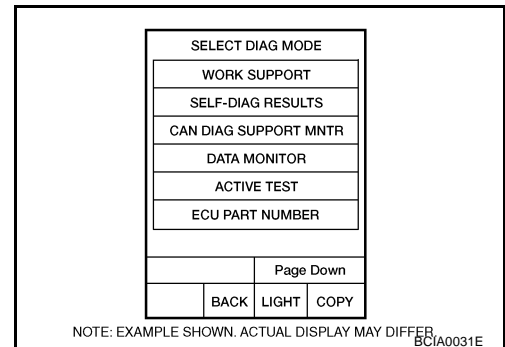 SELECT DIAG MODE
WORK SUPPORT
SELF-DIAG RESULTS
CAN DIAG SUPPORT MNTR
DATA MONITOR
ACTIVE TEST
ECU PART NUMBER
Page Down
BACK LIGHT COPY
NOTE: EXAMPLE SHOWN. ACTUAL DISPLAY MAY DIFFER.
BCIA0031E